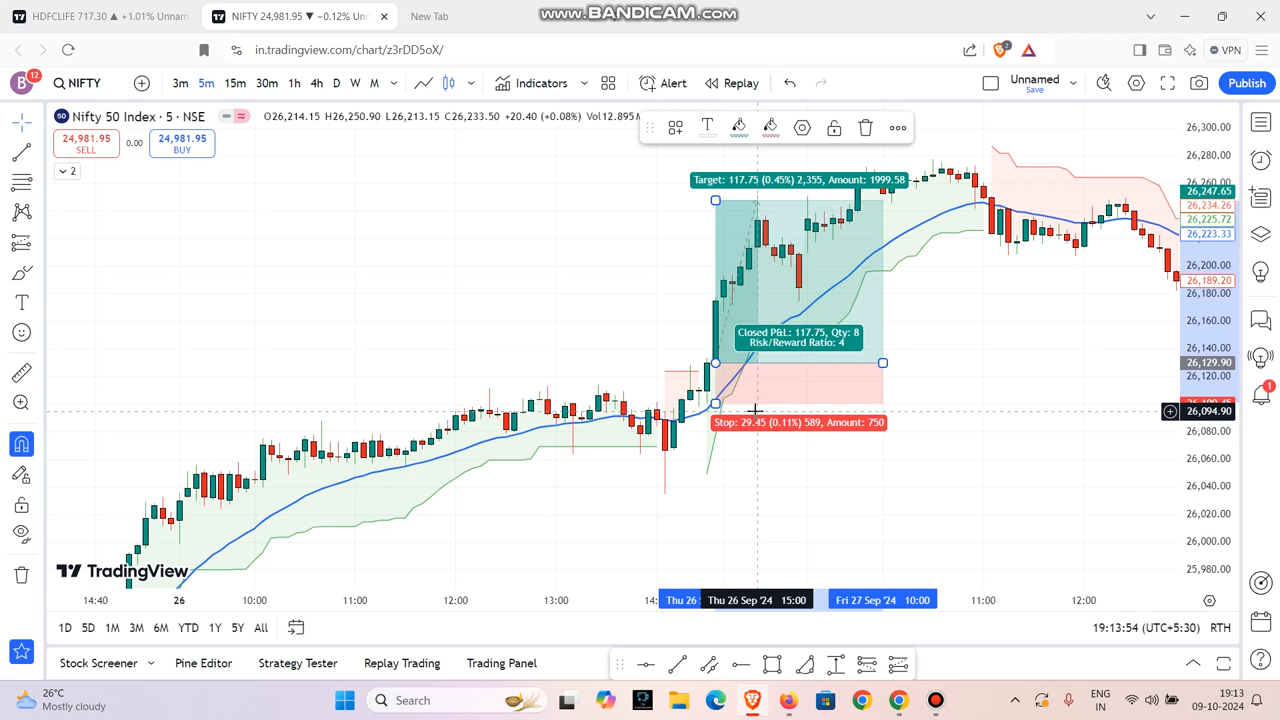 www.BANDICAM.com
HDFCLIFE 717.30 ▲ +1.01% Unnam
NIFTY 24,981.95 ▼ −0.12% Unn
New Tab
in.tradingview.com/chart/z3rDD5oX/
2
VPN
B
12
NIFTY
3m 5m 15m 30m 1h 4h D W M
Indicators
Alert
Replay
Unnamed
Save
Publish
50 Nifty 50 Index · 5 · NSE
O26,214.15 H26,250.90 L26,213.15 C26,233.50 +20.40 (+0.08%) Vol12.895M
24,981.95
SELL
0.00
24,981.95
BUY
2
T
Target: 117.75 (0.45%) 2,355, Amount: 1999.58
Closed P&L: 117.75, Qty: 8
Risk/Reward Ratio: 4
Stop: 29.45 (0.11%) 589, Amount: 750
26,300.00
26,280.00
26,260.00
26,247.65
26,234.26
26,225.72
26,223.33
26,200.00
26,189.20
26,180.00
26,160.00
26,140.00
26,129.90
26,120.00
26,094.90
26,080.00
26,060.00
26,040.00
26,020.00
26,000.00
25,980.00
1
TradingView
14:40 26 10:00 11:00 12:00 13:00 14: Thu 26 Thu 26 Sep '24 15:00 Fri 27 Sep '24 10:00 11:00 12:00
1D 5D 1M 3M 6M YTD 1Y 5Y All
19:13:54 (UTC+5:30) RTH
Stock Screener
Pine Editor
Strategy Tester
Replay Trading
Trading Panel
26°C
Mostly cloudy
Search
ENG
IN
19:13
09-10-2024